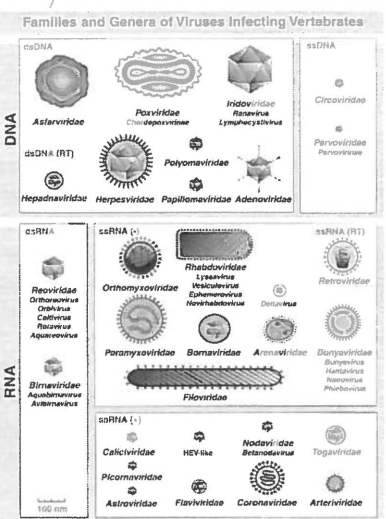 Families and Genera of Viruses Infecting Vertebrates
DNA
dsDNA
Asfarviridae
Poxviridae
Chordopoxvirinae
Iridoviridae
Ranavirus
Lymphocystivirus
dsDNA (RT)
Hepadnaviridae
Herpesviridae
Polyomaviridae
Papillomaviridae
Adenoviridae
ssDNA
Circoviridae
Parvoviridae
Parvovirinae
RNA
dsRNA
Reoviridae
Orthoreovirus
Orbivirus
Coltivirus
Rotavirus
Aquareovirus
Birnaviridae
Aquabirnavirus
Avibirnavirus
100 nm
ssRNA (-)
Orthomyxoviridae
Rhabdoviridae
Lyssavirus
Vesiculovirus
Ephemerovirus
Novirhabdovirus
Deltavirus
ssRNA (RT)
Retroviridae
Paramyxoviridae
Bornaviridae
Arenaviridae
Bunyaviridae
Bunyavirus
Hantavirus
Nairovirus
Phlebovirus
Filoviridae
ssRNA (+)
Caliciviridae
HEV-like
Nodaviridae
Betanodavirus
Togaviridae
Picornaviridae
Astroviridae
Flaviviridae
Coronaviridae
Arteriviridae